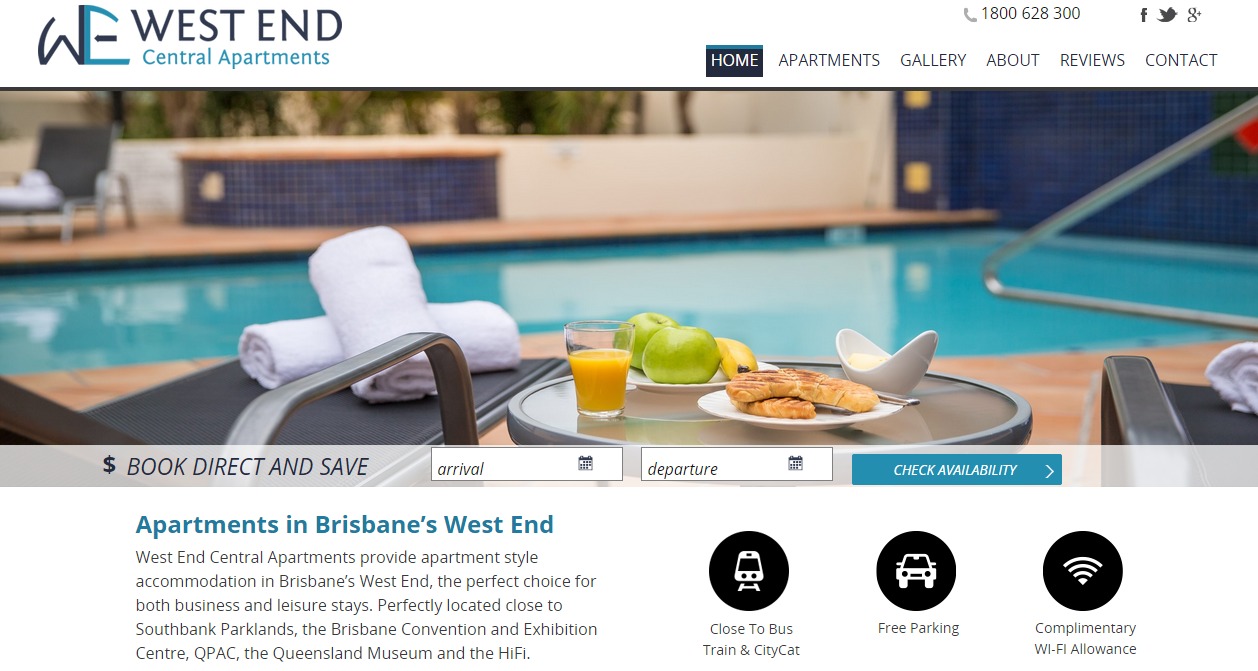 WE WEST END
Central Apartments
1800 628 300
f g+
HOME APARTMENTS GALLERY ABOUT REVIEWS CONTACT
$ BOOK DIRECT AND SAVE arrival departure CHECK AVAILABILITY
Apartments in Brisbane’s West End
West End Central Apartments provide apartment style
accommodation in Brisbane’s West End, the perfect choice for
both business and leisure stays. Perfectly located close to
Southbank Parklands, the Brisbane Convention and Exhibition
Centre, QPAC, the Queensland Museum and the HiFi.
Close To Bus
Train & CityCat
Free Parking
Complimentary
WI-FI Allowance